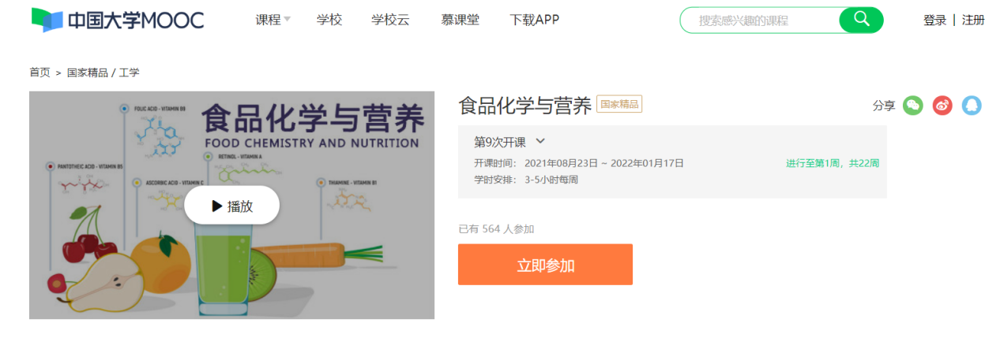 中国大学MOOC 课程 学校 学校云 慕课堂 下载APP 搜索感兴趣的课程 登录 | 注册
首页 > 国家精品 / 工学
FOLIC ACID - VITAMIN B9
食品化学与营养
FOOD CHEMISTRY AND NUTRITION
RETINOL - VITAMIN A
PANTOTHEIC ACID - VITAMIN B5
ASCORBIC ACID - VITAMIN C
THIAMINE - VITAMIN B1
播放
食品化学与营养 国家精品
分享
第9次开课
开课时间： 2021年08月23日 ~ 2022年01月17日
进行至第1周，共22周
学时安排： 3-5小时每周
已有 564 人参加
立即参加